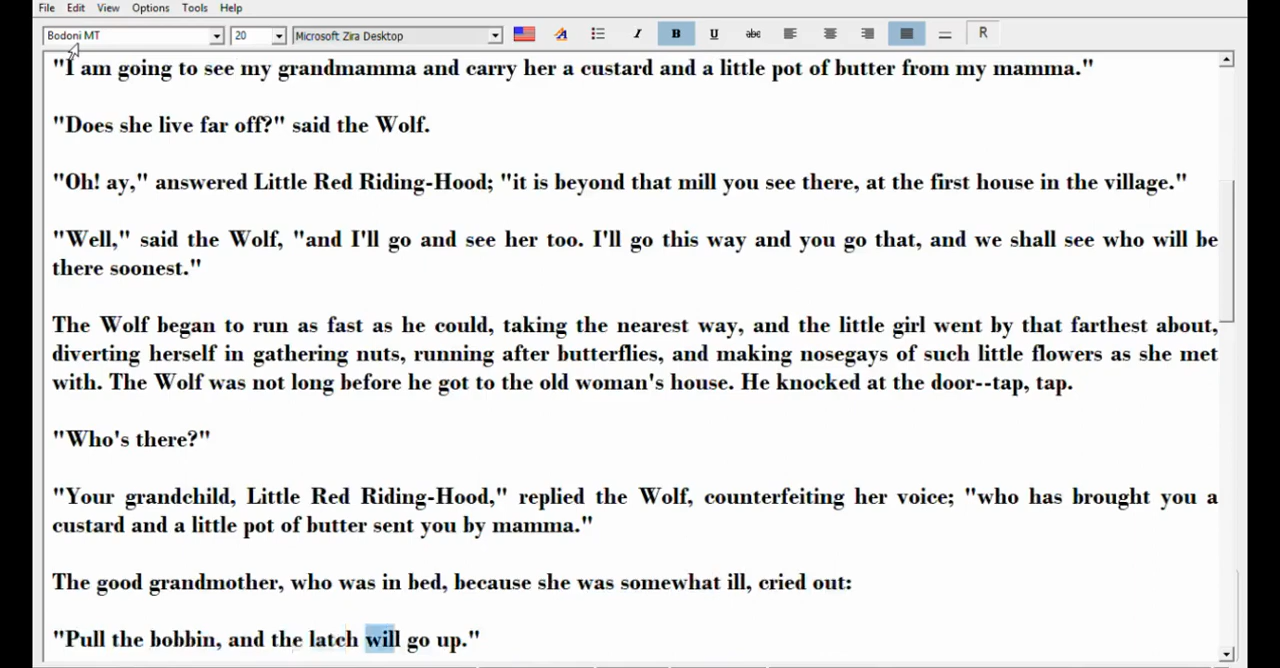 File Edit View Options Tools Help
Bodoni MT 20 Microsoft Zira Desktop I B U abc R
"I am going to see my grandmamma and carry her a custard and a little pot of butter from my mamma."
"Does she live far off?" said the Wolf.
"Oh! ay," answered Little Red Riding-Hood; "it is beyond that mill you see there, at the first house in the village."
"Well," said the Wolf, "and I'll go and see her too. I'll go this way and you go that, and we shall see who will be
there soonest."
The Wolf began to run as fast as he could, taking the nearest way, and the little girl went by that farthest about,
diverting herself in gathering nuts, running after butterflies, and making nosegays of such little flowers as she met
with. The Wolf was not long before he got to the old woman's house. He knocked at the door--tap, tap.
"Who's there?"
"Your grandchild, Little Red Riding-Hood," replied the Wolf, counterfeiting her voice; "who has brought you a
custard and a little pot of butter sent you by mamma."
The good grandmother, who was in bed, because she was somewhat ill, cried out:
"Pull the bobbin, and the latch will go up."